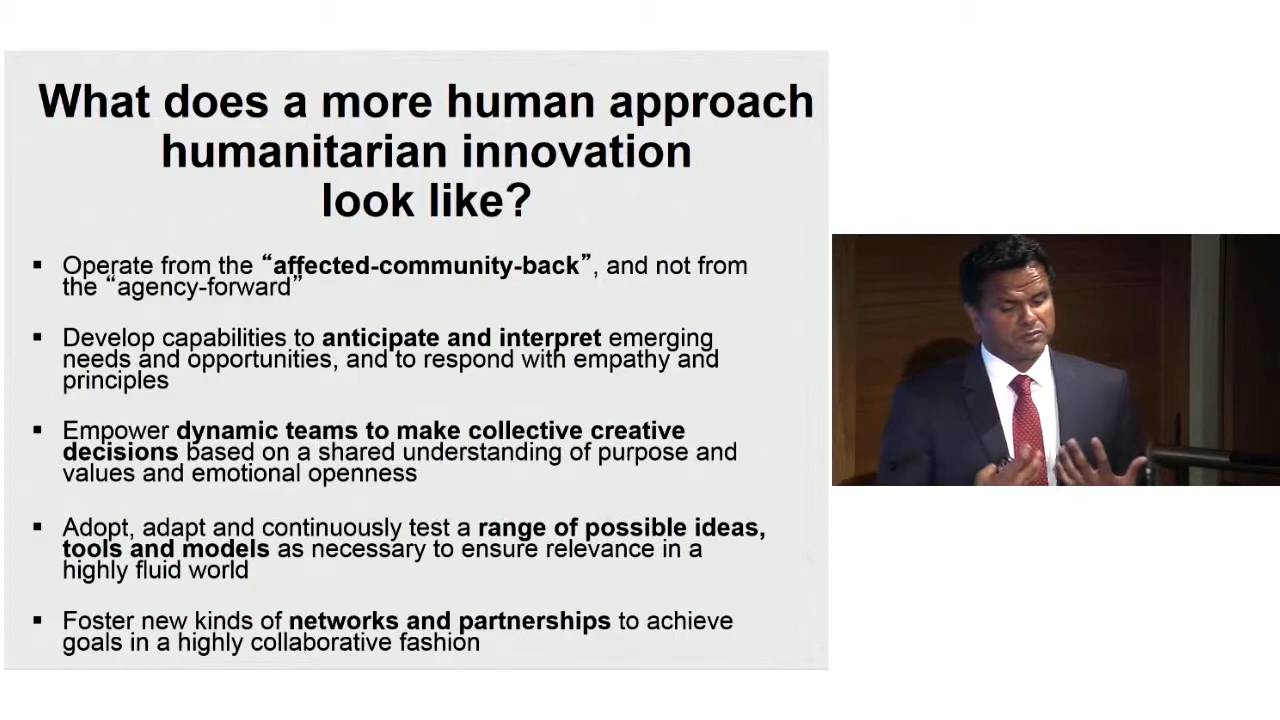 What does a more human approach
humanitarian innovation
look like?
▪ Operate from the “affected-community-back”, and not from
the “agency-forward”
▪ Develop capabilities to anticipate and interpret emerging
needs and opportunities, and to respond with empathy and
principles
▪ Empower dynamic teams to make collective creative
decisions based on a shared understanding of purpose and
values and emotional openness
▪ Adopt, adapt and continuously test a range of possible ideas,
tools and models as necessary to ensure relevance in a
highly fluid world
▪ Foster new kinds of networks and partnerships to achieve
goals in a highly collaborative fashion